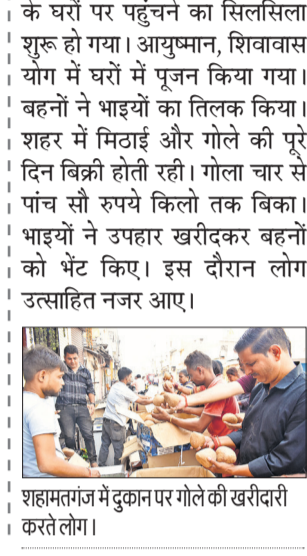 के घरों पर पहुंचने का सिलसिला
शुरू हो गया। आयुष्मान, शिवावास
योग में घरों में पूजन किया गया।
बहनों ने भाइयों का तिलक किया।
शहर में मिठाई और गोले की पूरे
दिन बिक्री होती रही। गोला चार से
पांच सौ रुपये किलो तक बिका।
भाइयों ने उपहार खरीदकर बहनों
को भेंट किए। इस दौरान लोग
उत्साहित नजर आए।
शहामतगंज में दुकान पर गोले की खरीदारी
करते लोग।